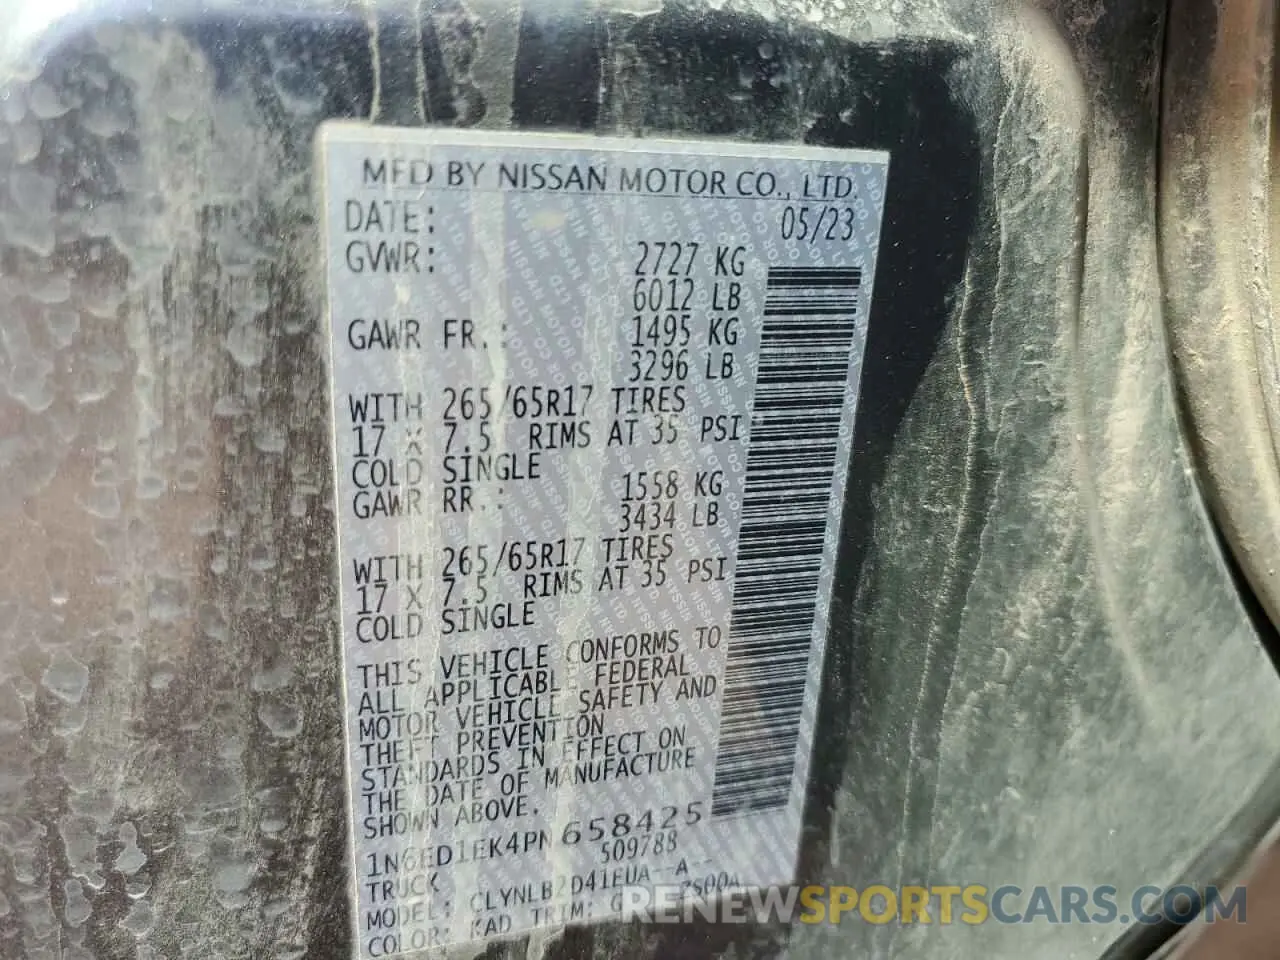 MFD BY NISSAN MOTOR CO., LTD.
DATE: 05/23
GVWR: 2727 KG
6012 LB
GAWR FR.: 1495 KG
3296 LB
WITH 265/65R17 TIRES
17 X 7.5 RIMS AT 35 PSI
COLD SINGLE
GAWR RR.: 1558 KG
3434 LB
WITH 265/65R17 TIRES
17 X 7.5 RIMS AT 35 PSI
COLD SINGLE
THIS VEHICLE CONFORMS TO
ALL APPLICABLE FEDERAL
MOTOR VEHICLE SAFETY AND
THEFT PREVENTION
STANDARDS IN EFFECT ON
THE DATE OF MANUFACTURE
SHOWN ABOVE.
1N6ED1EK4PN658425
TRUCK 509788
MODEL: CLYNLB2D41EUA--A--
COLOR: KAD TRIM:
RENEWSPORTSCARS.COM